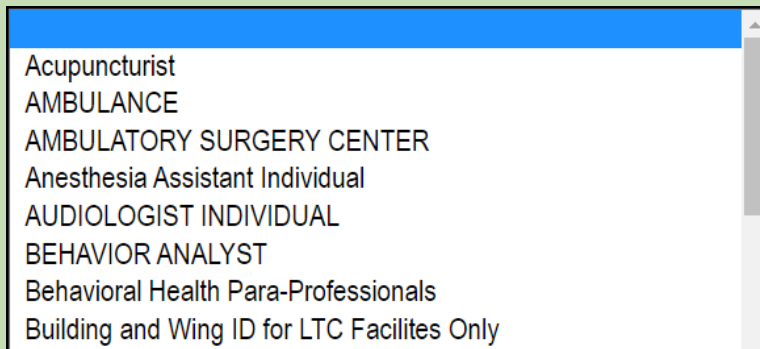 Acupuncturist
AMBULANCE
AMBULATORY SURGERY CENTER
Anesthesia Assistant Individual
AUDIOLOGIST INDIVIDUAL
BEHAVIOR ANALYST
Behavioral Health Para-Professionals
Building and Wing ID for LTC Facilites Only